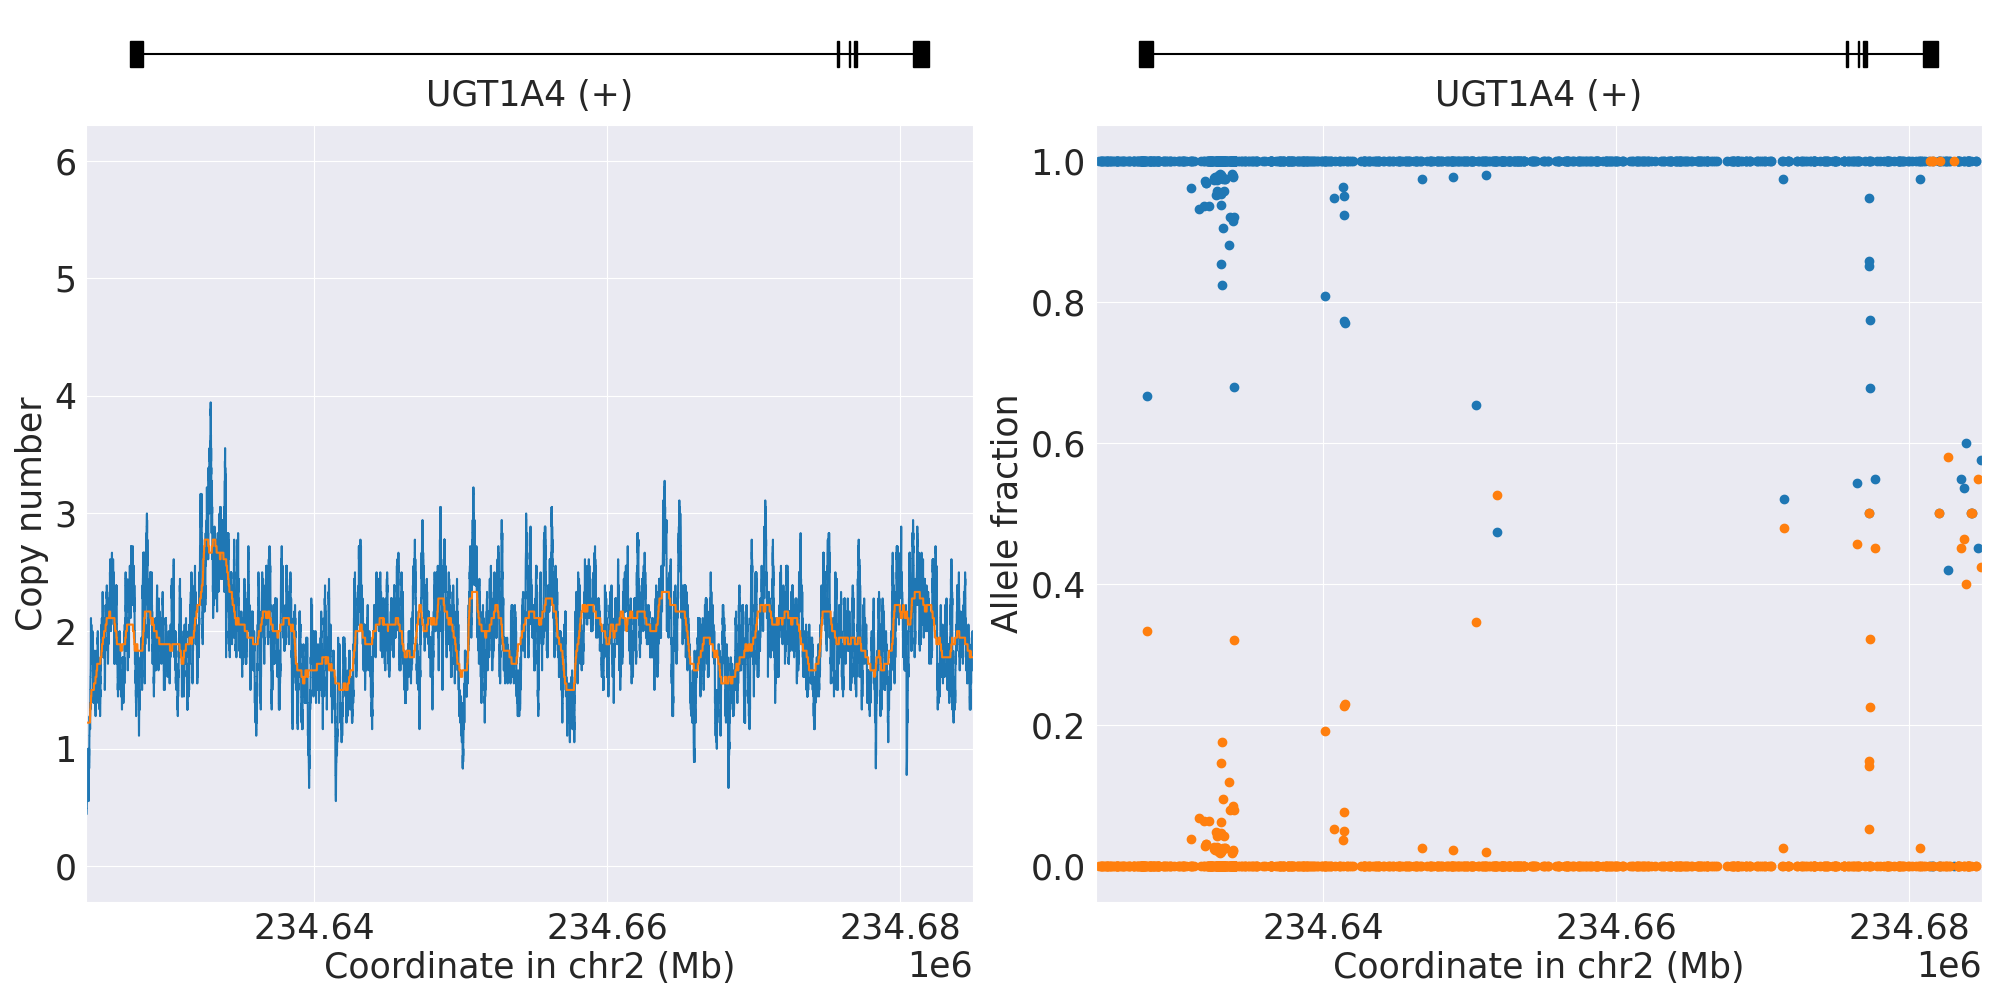 UGT1A4 (+)
6
5
4
3
2
1
0
Copy number
234.64
234.66
234.68
Coordinate in chr2 (Mb)
1e6
UGT1A4 (+)
1.0
0.8
0.6
0.4
0.2
0.0
Allele fraction
234.64
234.66
234.68
Coordinate in chr2 (Mb)
1e6